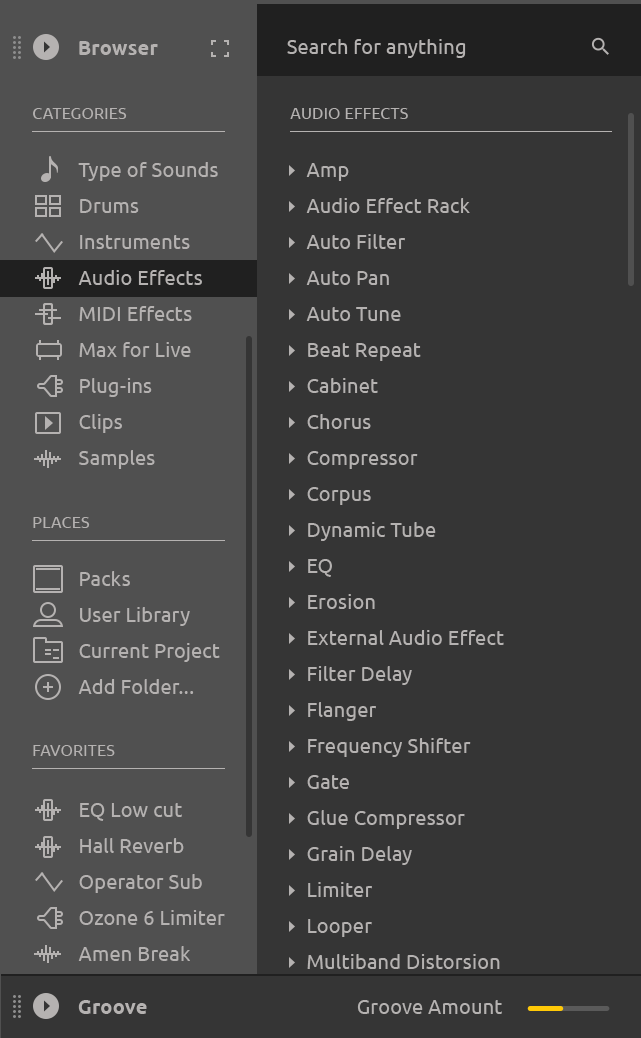 Browser
CATEGORIES
Type of Sounds
Drums
Instruments
Audio Effects
MIDI Effects
Max for Live
Plug-ins
Clips
Samples
PLACES
Packs
User Library
Current Project
Add Folder...
FAVORITES
EQ Low cut
Hall Reverb
Operator Sub
Ozone 6 Limiter
Amen Break
Search for anything
AUDIO EFFECTS
Amp
Audio Effect Rack
Auto Filter
Auto Pan
Auto Tune
Beat Repeat
Cabinet
Chorus
Compressor
Corpus
Dynamic Tube
EQ
Erosion
External Audio Effect
Filter Delay
Flanger
Frequency Shifter
Gate
Glue Compressor
Grain Delay
Limiter
Looper
Multiband Distorsion
Groove
Groove Amount